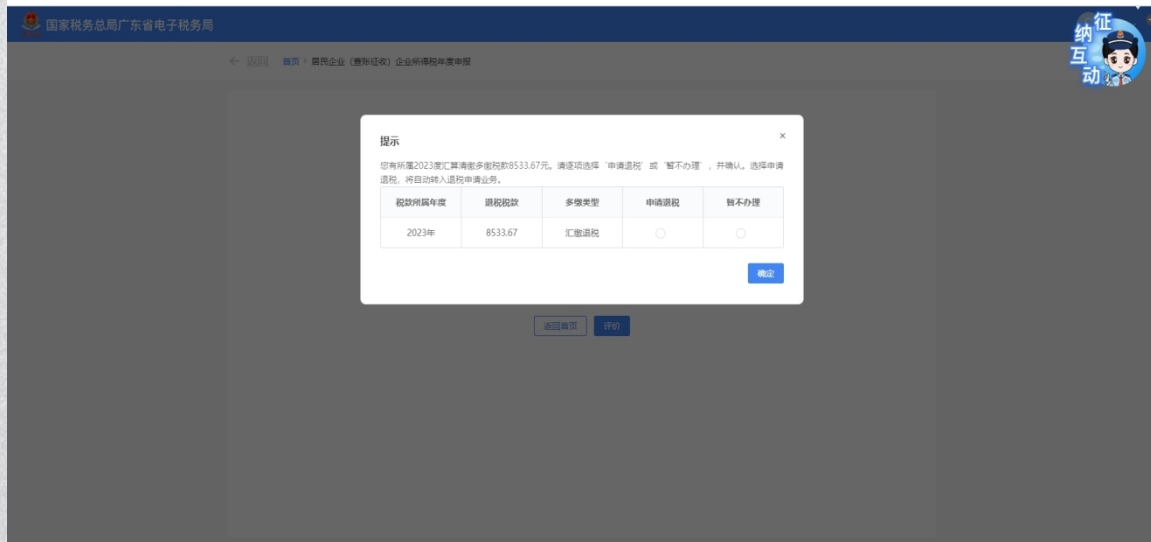 国家税务总局广东省电子税务局
征
纳
互
动
← 返回 首页 › 居民企业（查账征收）企业所得税年度申报
提示 ×
您有所属2023度汇算清缴多缴税款8533.67元。请逐项选择‘申请退税’或‘暂不办理’，并确认。选择申请
退税，将自动转入退税申请业务。
税款所属年度 退税税款 多缴类型 申请退税 暂不办理
2023年 8533.67 汇缴退税
确定
返回首页 评价